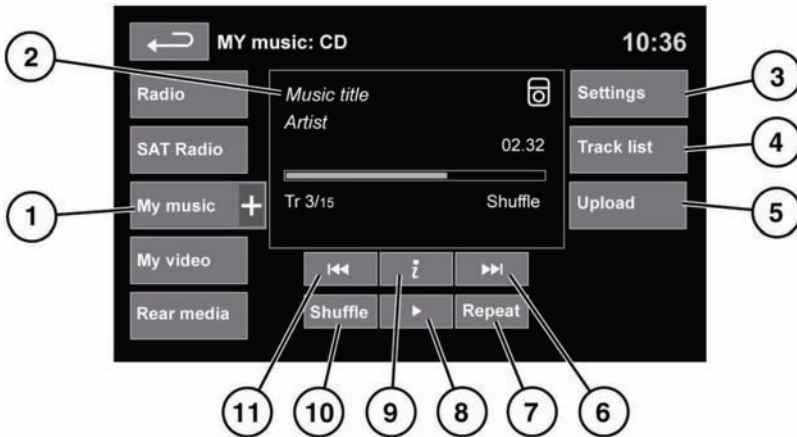 MY music: CD
10:36
2
Radio
Music title
Settings
3
Artist
SAT Radio
02.32
Track list
4
1
My music +
Tr 3/15
Shuffle
Upload
5
My video
i
Rear media
Shuffle
Repeat
11
10
9
8
7
6